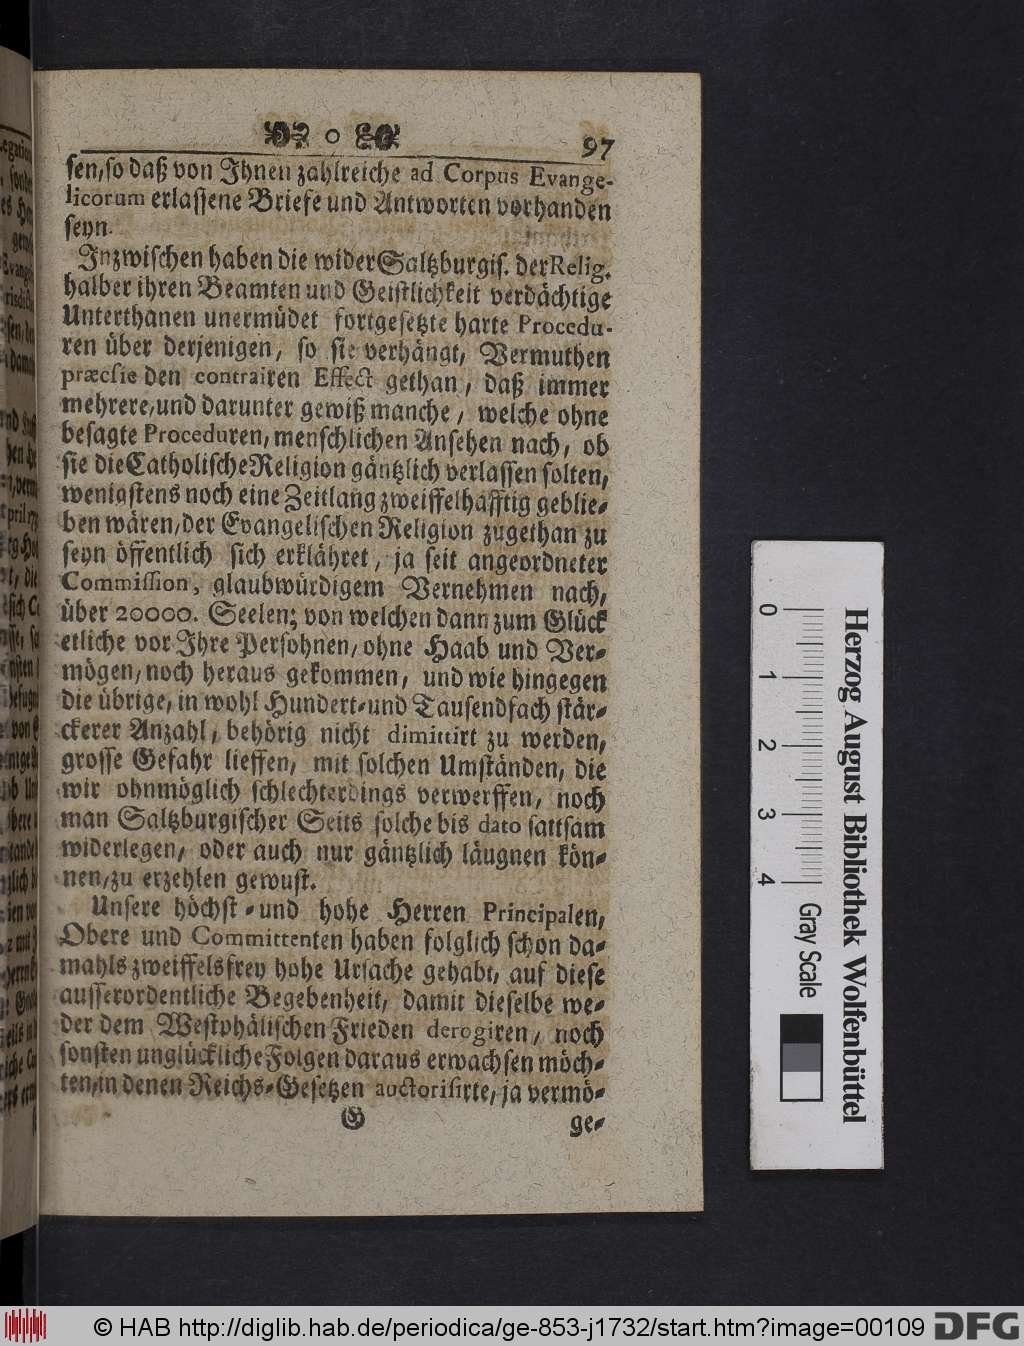 97
sen, so daß von Ihnen zahlreiche ad Corpus Evange-
licorum erlassene Briefe und Antworten vorhanden
seyn.
Inzwischen haben die wider Saltzburgis. der Relig.
halber ihren Beamten und Geistlichkeit verdächtige
Unterthanen unermüdet fortgesetzte harte Procedu-
ren über derjenigen, so sie verhängt, Vermuthen
præcsie den contrairen Effect gethan, daß immer
mehrere, und darunter gewiß manche, welche ohne
besagte Proceduren, menschlichen Ansehen nach, ob
sie die Catholische Religion gäntzlich verlassen solten,
wenigstens noch eine Zeitlang zweiffelhafftig geblie-
ben wären, der Evangelischen Religion zugethan zu
seyn öffentlich sich erklähret, ja seit angeordneter
Commission, glaubwürdigem Vernehmen nach,
über 20000. Seelen; von welchen dann zum Glück
etliche vor Ihre Persohnen, ohne Haab und Ver-
mögen, noch heraus gekommen, und wie hingegen
die übrige, in wohl Hundert- und Tausendfach stär-
ckerer Anzahl, behörig nicht dimittirt zu werden,
grosse Gefahr lieffen, mit solchen Umständen, die
wir ohnmöglich schlechterdings verwerffen, noch
man Saltzburgischer Seits solche bis dato sattsam
widerlegen, oder auch nur gäntzlich läugnen kön-
nen, zu erzehlen gewust.
Unsere höchst- und hohe Herren Principalen,
Obere und Committenten haben folglich schon da-
mahls zweiffelsfrey hohe Ursache gehabt, auf diese
ausserordentliche Begebenheit, damit dieselbe we-
der dem Westphälischen Frieden derogiren, noch
sonsten unglückliche Folgen daraus erwachsen möch-
ten, in denen Reichs-Gesetzen auctorisirte, ja vermö-
G ge-
Herzog August Bibliothek Wolfenbüttel
0 1 2 3 4 Gray Scale
© HAB http://diglib.hab.de/periodica/ge-853-j1732/start.htm?image=00109 DFG